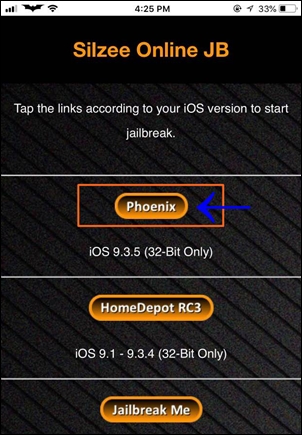 4:25 PM
33%
Silzee Online JB
Tap the links according to your iOS version to start
jailbreak.
Phoenix
iOS 9.3.5 (32-Bit Only)
HomeDepot RC3
iOS 9.1 - 9.3.4 (32-Bit Only)
Jailbreak Me